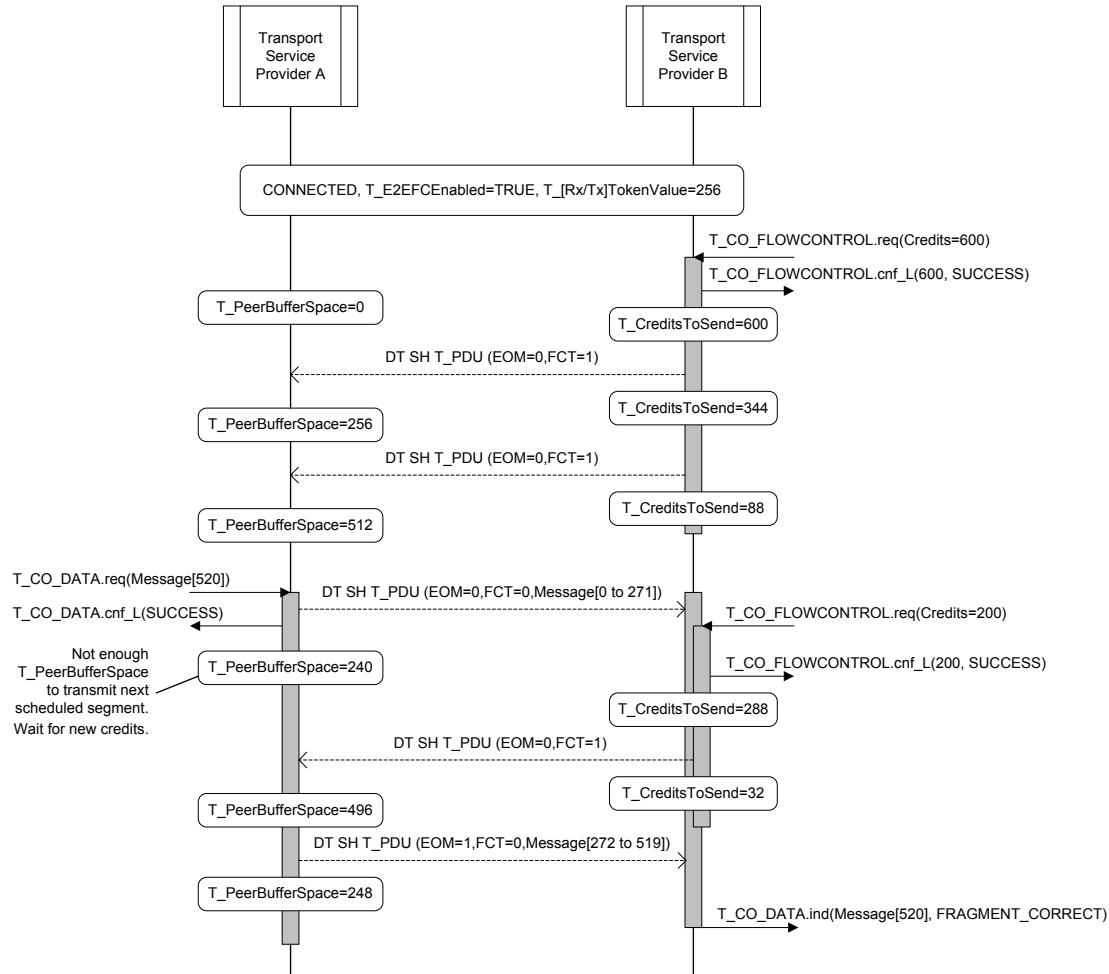 Transport
Service
Provider A
Transport
Service
Provider B
CONNECTED, T_E2EFCEnabled=TRUE, T_[Rx/Tx]TokenValue=256
T_CO_FLOWCONTROL.req(Credits=600)
T_CO_FLOWCONTROL.cnf_L(600, SUCCESS)
T_PeerBufferSpace=0
T_CreditsToSend=600
DT SH T_PDU (EOM=0,FCT=1)
T_CreditsToSend=344
T_PeerBufferSpace=256
DT SH T_PDU (EOM=0,FCT=1)
T_CreditsToSend=88
T_PeerBufferSpace=512
T_CO_DATA.req(Message[520])
DT SH T_PDU (EOM=0,FCT=0,Message[0 to 271])
T_CO_DATA.cnf_L(SUCCESS)
T_CO_FLOWCONTROL.req(Credits=200)
Not enough
T_PeerBufferSpace
to transmit next
scheduled segment.
Wait for new credits.
T_PeerBufferSpace=240
T_CO_FLOWCONTROL.cnf_L(200, SUCCESS)
T_CreditsToSend=288
DT SH T_PDU (EOM=0,FCT=1)
T_CreditsToSend=32
T_PeerBufferSpace=496
DT SH T_PDU (EOM=1,FCT=0,Message[272 to 519])
T_PeerBufferSpace=248
T_CO_DATA.ind(Message[520], FRAGMENT_CORRECT)